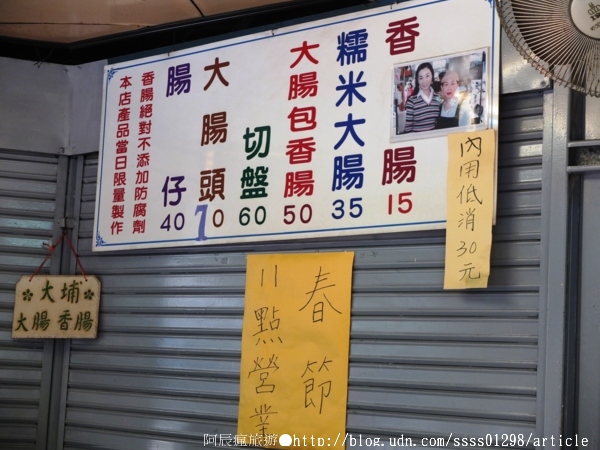 香腸 15
糯米大腸 35
大腸包香腸 50
切盤 60
大腸頭 70
腸仔 40
香腸絕對不添加防腐劑
本店產品當日限量製作
內用低消30元
大埔
大腸香腸
春節
11點營業
阿辰瘋旅遊●http://blog.udn.com/ssss01298/article